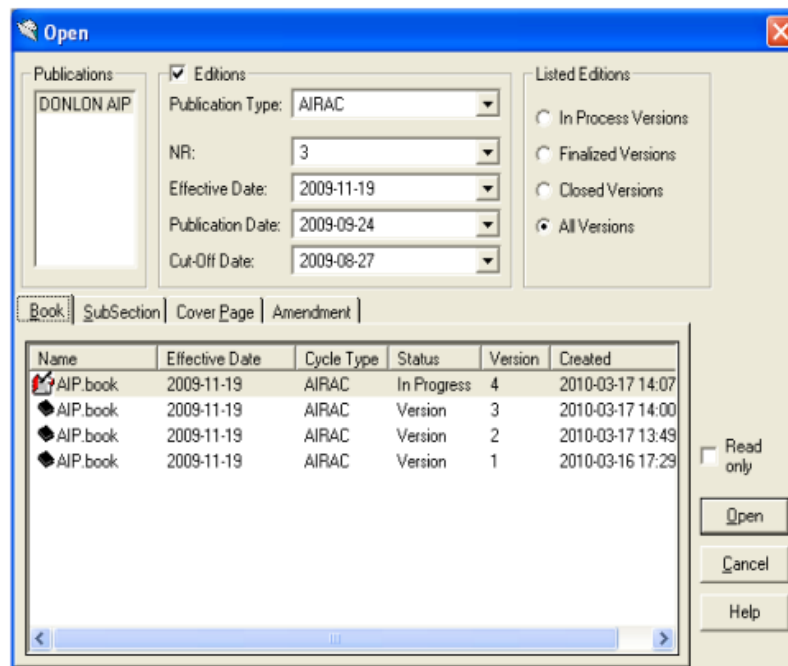 Open
Publications
DONLON AIP
Editions
Publication Type: AIRAC
NR: 3
Effective Date: 2009-11-19
Publication Date: 2009-09-24
Cut-Off Date: 2009-08-27
Listed Editions
In Process Versions
Finalized Versions
Closed Versions
All Versions
Book SubSection Cover Page Amendment
Name Effective Date Cycle Type Status Version Created
AIP.book 2009-11-19 AIRAC In Progress 4 2010-03-17 14:07
AIP.book 2009-11-19 AIRAC Version 3 2010-03-17 14:00
AIP.book 2009-11-19 AIRAC Version 2 2010-03-17 13:49
AIP.book 2009-11-19 AIRAC Version 1 2010-03-16 17:29
Read
only
Open
Cancel
Help